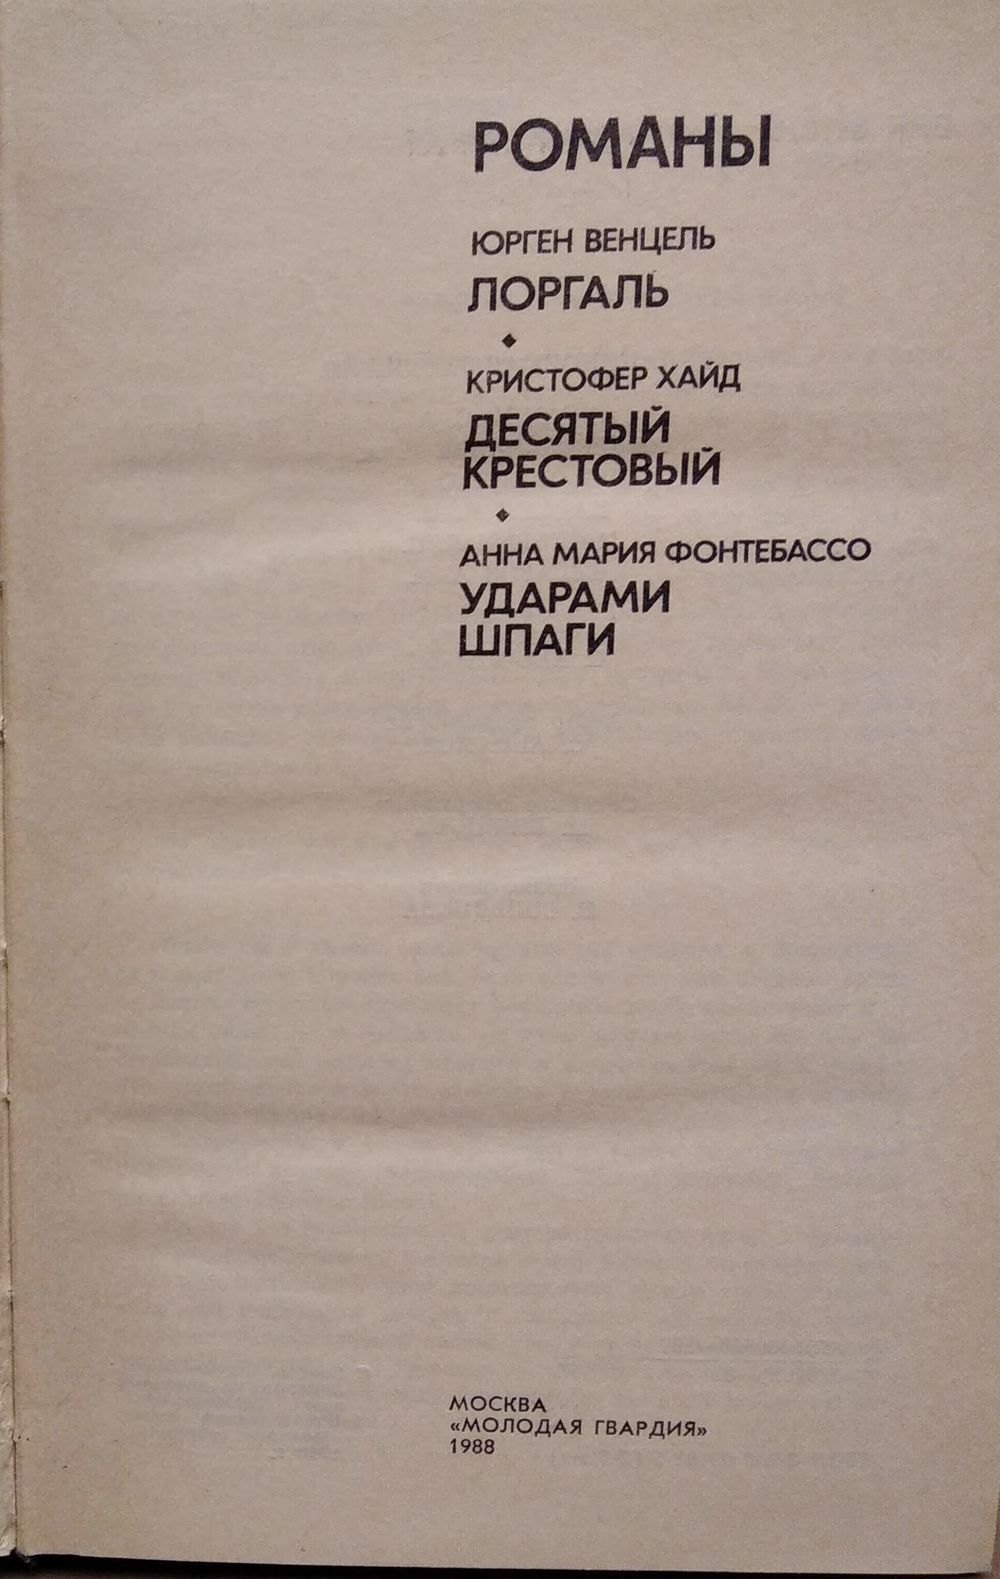 РОМАНЫ
ЮРГЕН ВЕНЦЕЛЬ
ЛОРГАЛЬ
КРИСТОФЕР ХАЙД
ДЕСЯТЫЙ
КРЕСТОВЫЙ
АННА МАРИЯ ФОНТЕБАССО
УДАРАМИ
ШПАГИ
МОСКВА
«МОЛОДАЯ ГВАРДИЯ»
1988